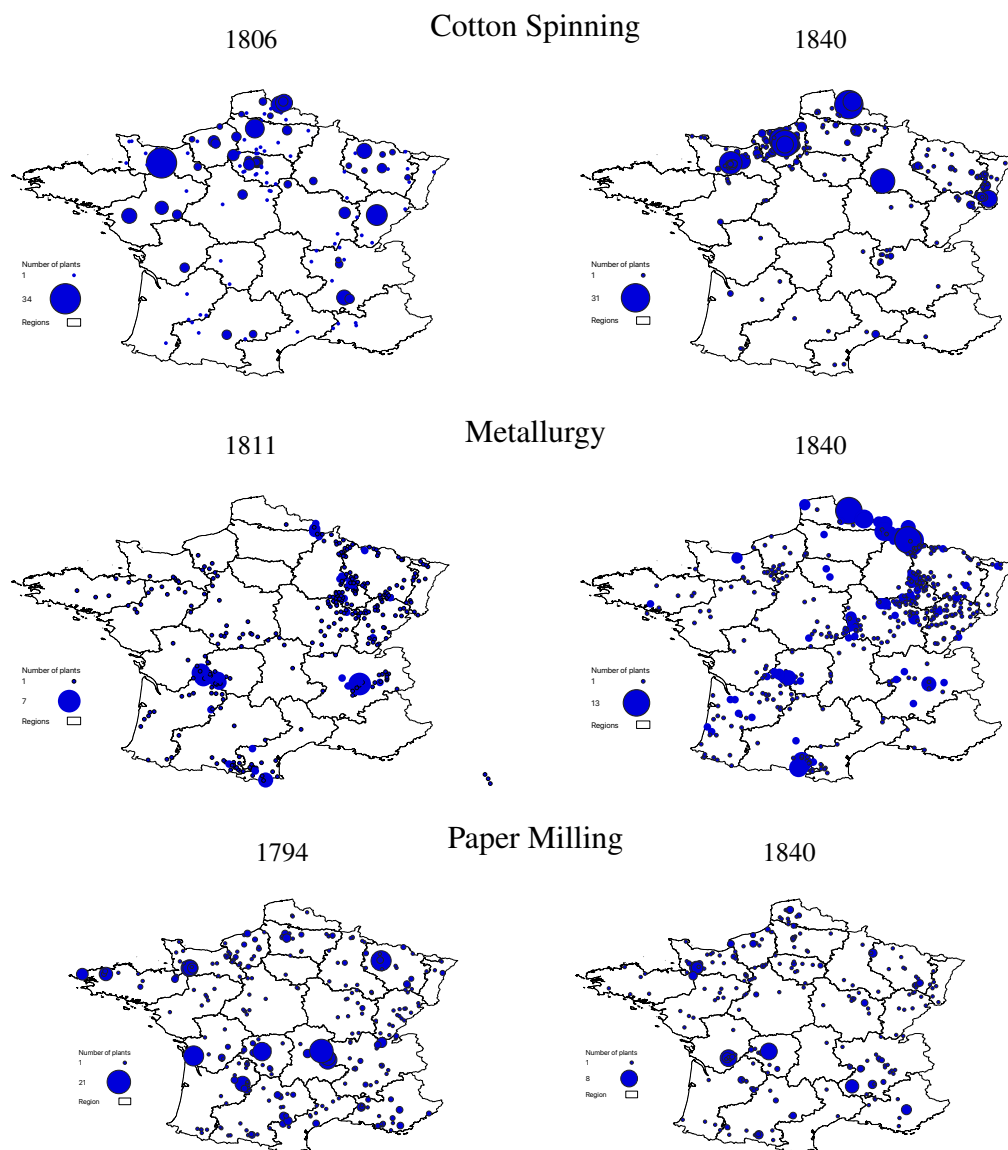 Cotton Spinning
1806
1840
Number of plants
1
34
Regions
Number of plants
1
31
Regions
Metallurgy
1811
1840
Number of plants
1
7
Regions
Number of plants
1
13
Regions
Paper Milling
1794
1840
Number of plants
1
21
Region
Number of plants
1
8
Region